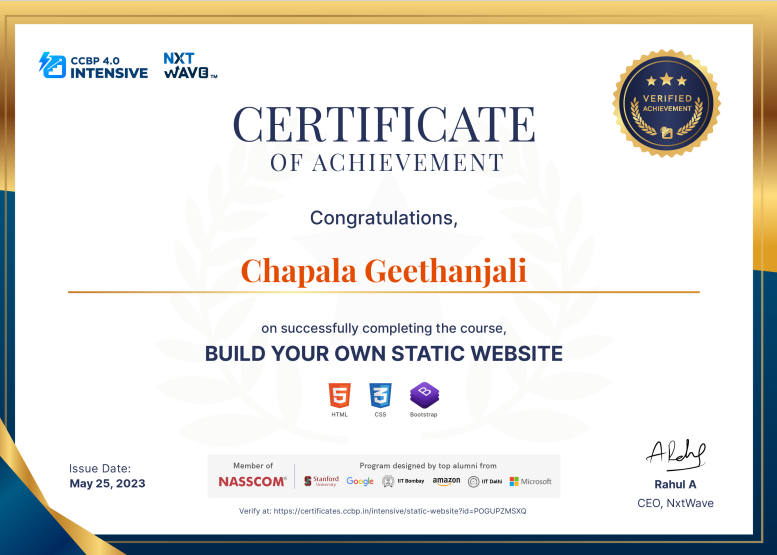 CCBP 4.0
INTENSIVE
NXT
WAVE™
VERIFIED
ACHIEVEMENT
CERTIFICATE
OF ACHIEVEMENT
Congratulations,
Chapala Geethanjali
on successfully completing the course,
BUILD YOUR OWN STATIC WEBSITE
5 3 B
HTML CSS Bootstrap
Issue Date:
May 25, 2023
Member of
NASSCOM®
Program designed by top alumni from
Stanford University Google IIT Bombay amazon IIT Delhi Microsoft
Verify at: https://certificates.ccbp.in/intensive/static-website?id=POGUPZMSXQ
Rahul A
CEO, NxtWave